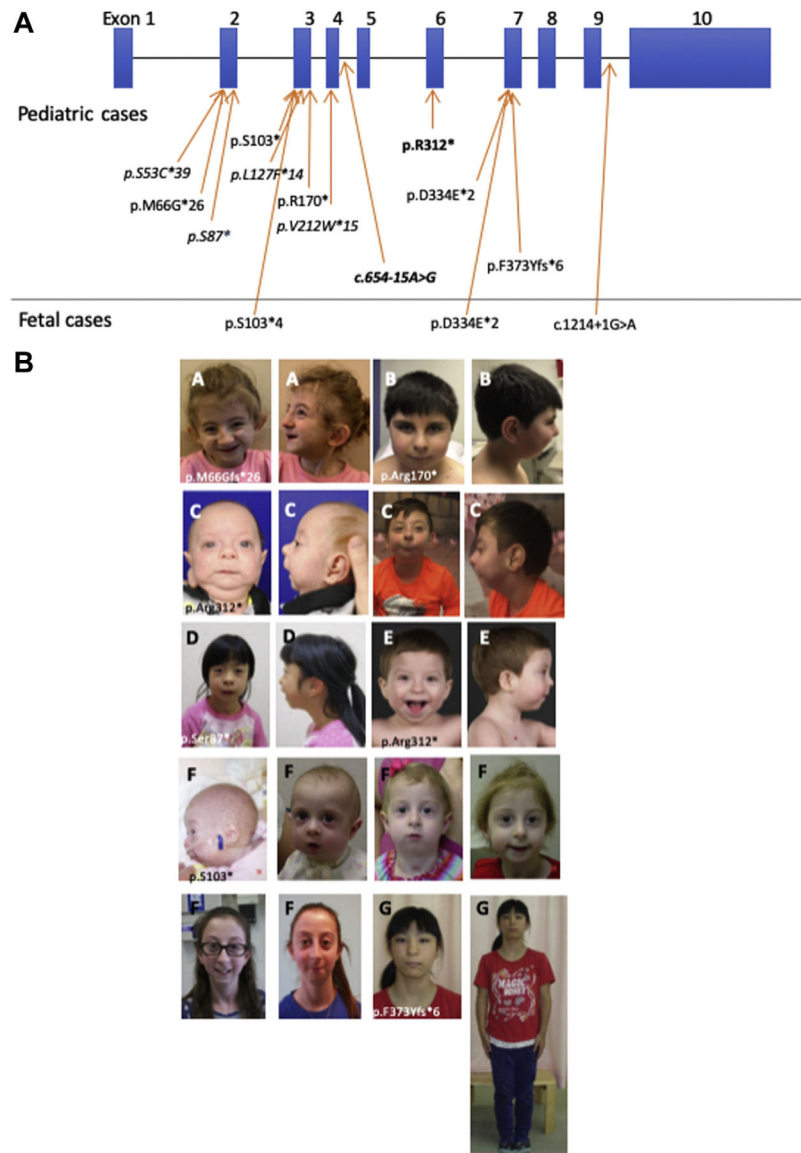 A
Exon 1 2 3 4 5 6 7 8 9 10
Pediatric cases
p.S103*
p.R312*
p.S53C*39
p.L127F*14
p.M66G*26
p.R170*
p.D334E*2
p.S87*
p.V212W*15
p.F373Yfs*6
c.654-15A>G
Fetal cases
p.S103*4
p.D334E*2
c.1214+1G>A
B
A A B B
p.M66Gfs*26 p.Arg170*
C C C C
p.Arg312*
D D E E
p.Ser87* p.Arg312*
F F F F
p.S103*
F F G G
p.F373Yfs*6
MAGIC